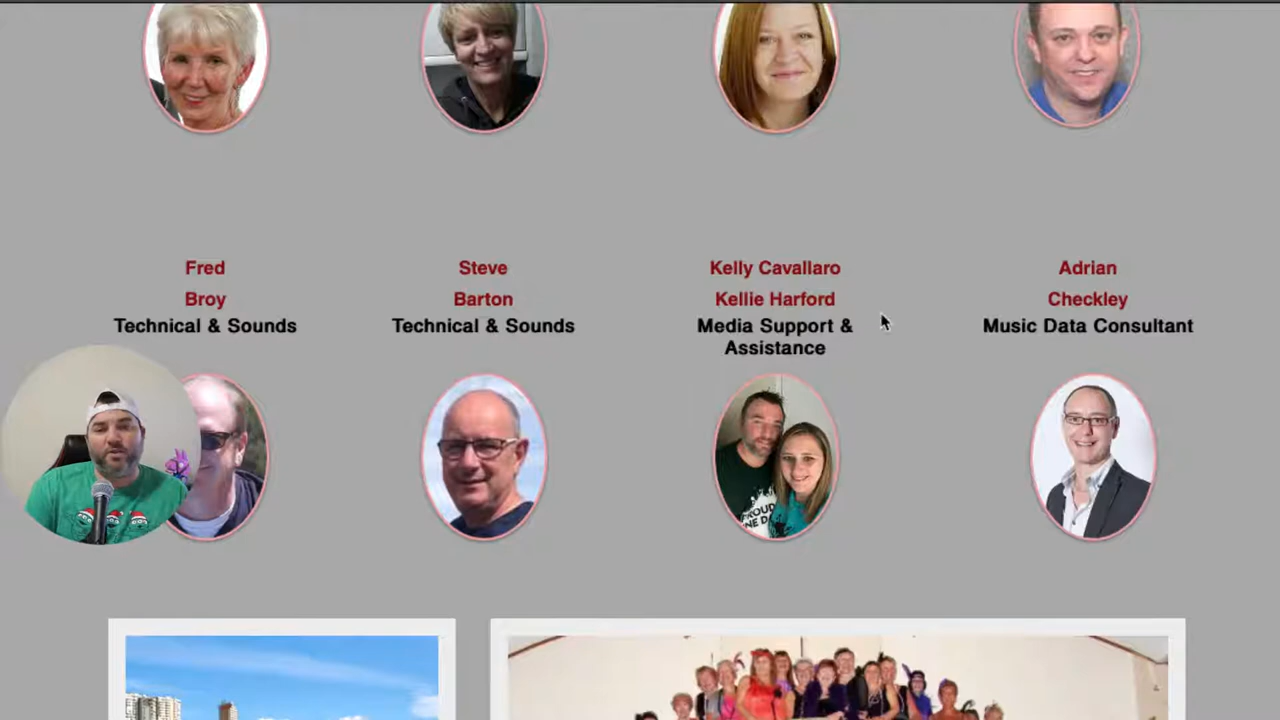 Fred
Broy
Technical & Sounds
Steve
Barton
Technical & Sounds
Kelly Cavallaro
Kellie Harford
Media Support &
Assistance
Adrian
Checkley
Music Data Consultant